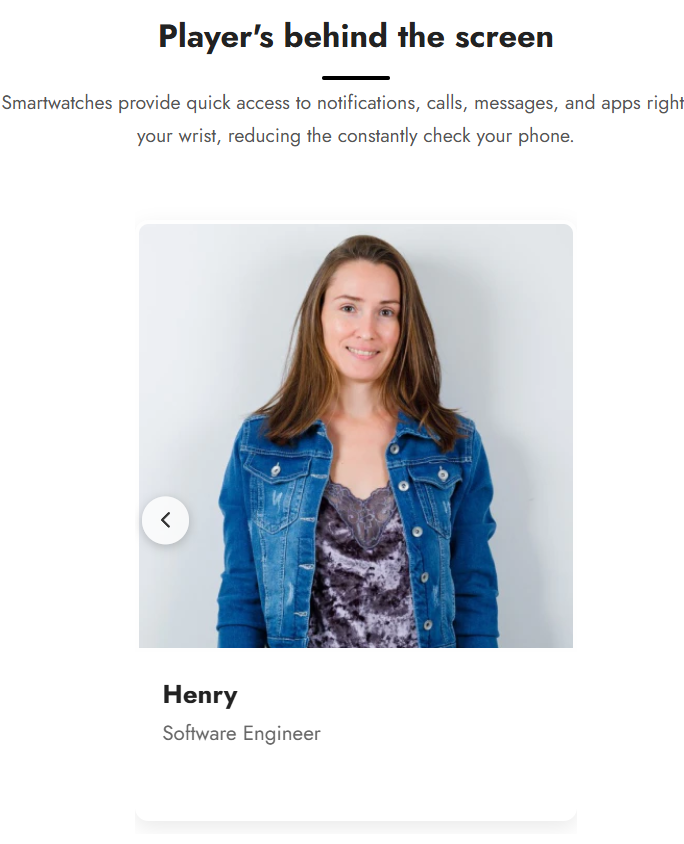 Player's behind the screen
Smartwatches provide quick access to notifications, calls, messages, and apps right
your wrist, reducing the constantly check your phone.
Henry
Software Engineer